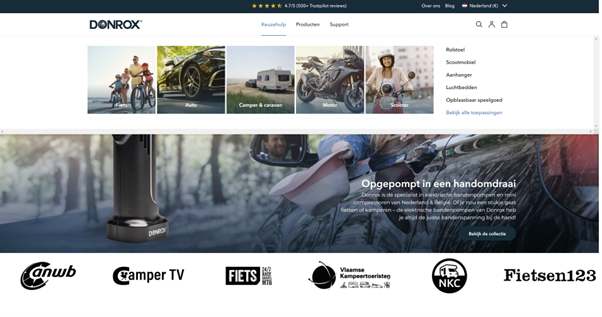 4.7/5 (500+ Trustpilot reviews)
Over ons Blog Nederland (€)
DONROX
Keuzehulp Producten Support
Fietsen
Auto
Camper & caravan
Motor
Scooter
Rolstoel
Scootmobiel
Aanhanger
Luchtbedden
Opblaasbaar speelgoed
Bekijk alle toepassingen
DONROX
Opgepompt in een handomdraai
Donrox is de specialist in elektrische bandenpompen en mini
compressoren van Nederland & België. Of je nou een stukje gaat
fietsen of kamperen – de elektrische bandenpompen van Donrox heb
je altijd de juiste bandenspanning bij de hand!
Bekijk de collectie
anwb
Camper TV
FIETS
Vlaamse
Kampeertoeristen
NKC
Fietsen123